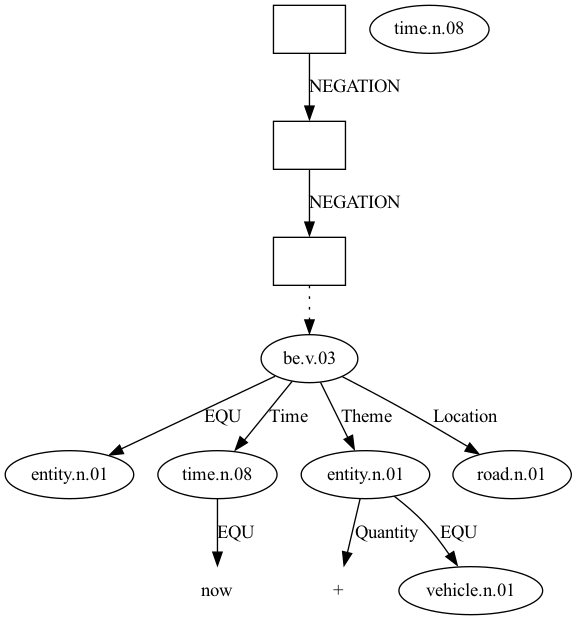 time.n.08
NEGATION
NEGATION
be.v.03
EQU Time Theme Location
entity.n.01 time.n.08 entity.n.01 road.n.01
EQU Quantity EQU
now + vehicle.n.01